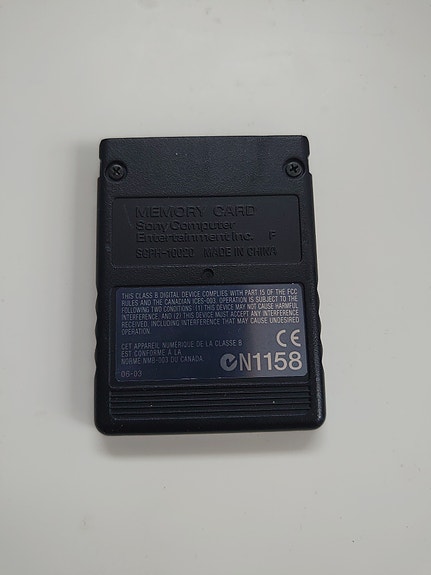 MEMORY CARD
Sony Computer
Entertainment Inc. F
SCPH-10020 MADE IN CHINA
THIS CLASS B DIGITAL DEVICE COMPLIES WITH PART 15 OF THE FCC
RULES AND THE CANADIAN ICES-003. OPERATION IS SUBJECT TO THE
FOLLOWING TWO CONDITIONS: (1) THIS DEVICE MAY NOT CAUSE HARMFUL
INTERFERENCE, AND (2) THIS DEVICE MUST ACCEPT ANY INTERFERENCE
RECEIVED, INCLUDING INTERFERENCE THAT MAY CAUSE UNDESIRED
OPERATION.
CE
CET APPAREIL NUMÉRIQUE DE LA CLASSE B
EST CONFORME À LA
NORME NMB-003 DU CANADA.
N1158
06-03